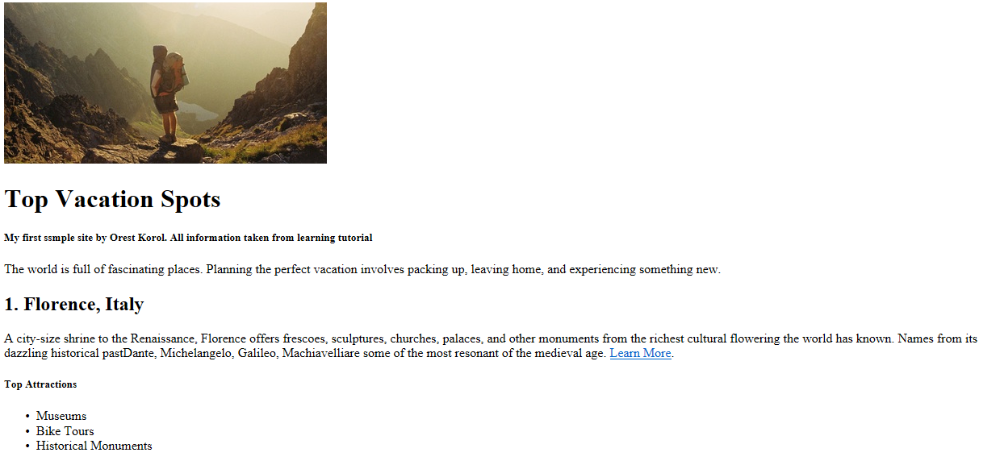 Top Vacation Spots
My first ssmple site by Orest Korol. All information taken from learning tutorial
The world is full of fascinating places. Planning the perfect vacation involves packing up, leaving home, and experiencing something new.
1. Florence, Italy
A city-size shrine to the Renaissance, Florence offers frescoes, sculptures, churches, palaces, and other monuments from the richest cultural flowering the world has known. Names from its
dazzling historical pastDante, Michelangelo, Galileo, Machiavelliare some of the most resonant of the medieval age. Learn More.
Top Attractions
• Museums
• Bike Tours
• Historical Monuments